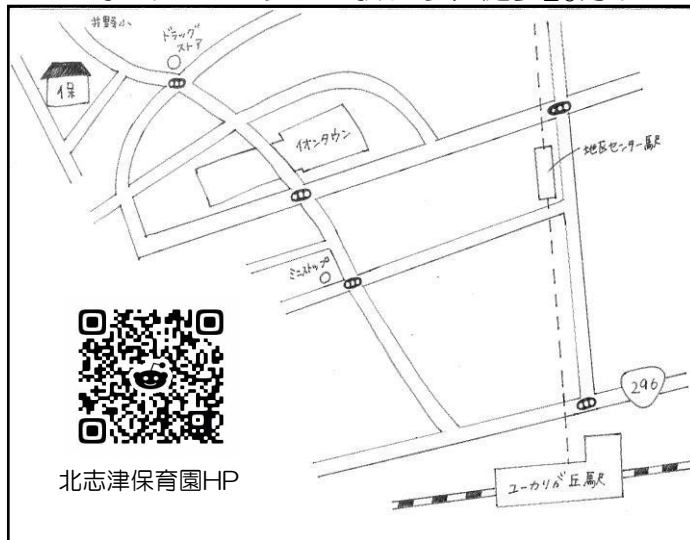 井野小
ドラッグ
ストア
保
イオンタウン
地区センター駅
ミニストップ
296
北志津保育園HP
ユーカリが丘駅